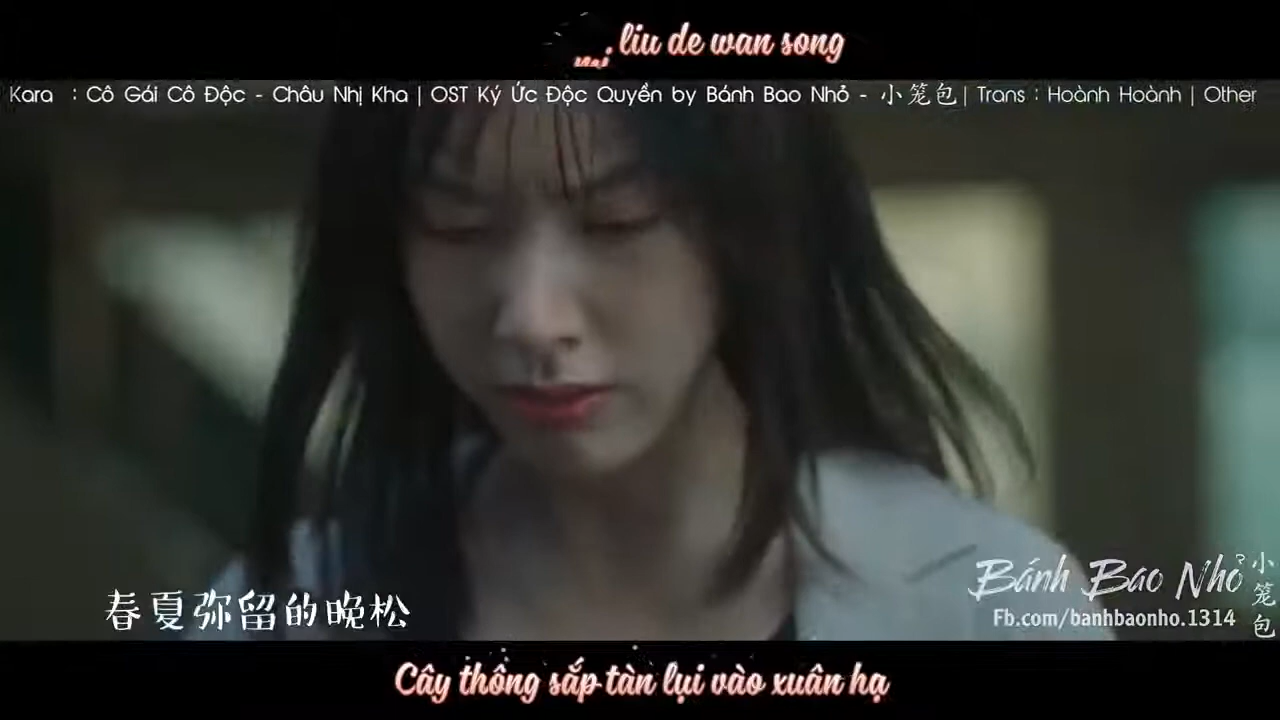 liu de wan song
Kara : Cô Gái Cô Độc - Châu Nhị Kha | OST Ký Ức Độc Quyền by Bánh Bao Nhỏ - 小笼包 | Trans : Hoành Hoành | Other
春夏弥留的晚松
Bánh Bao Nhỏ
小笼包
Fb.com/banhbaonho.1314
Cây thông sắp tàn lụi vào xuân hạ